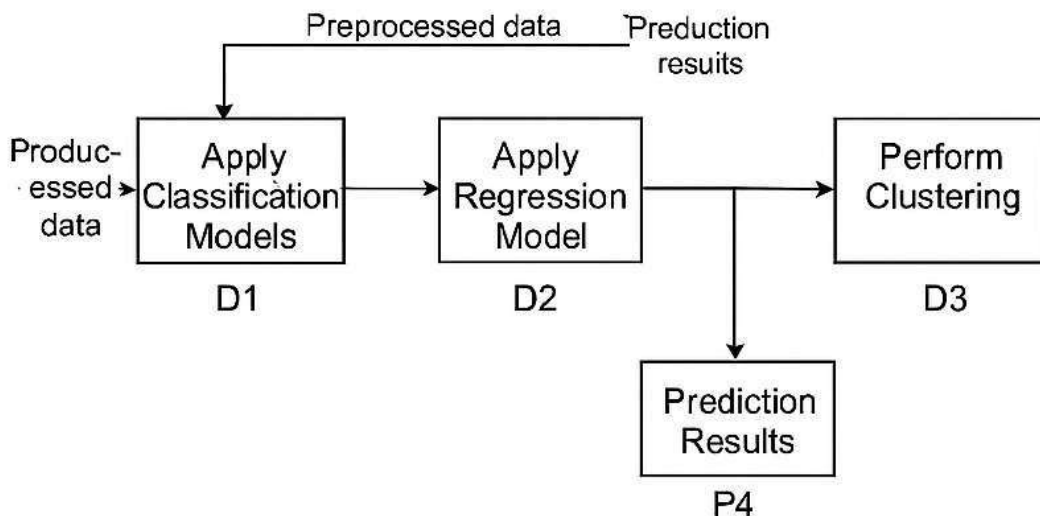 Preprocessed data
Preduction
resuits
Produc-
essed
data
Apply
Classification
Models
Apply
Regression
Model
Perform
Clustering
D1
D2
D3
Prediction
Results
P4